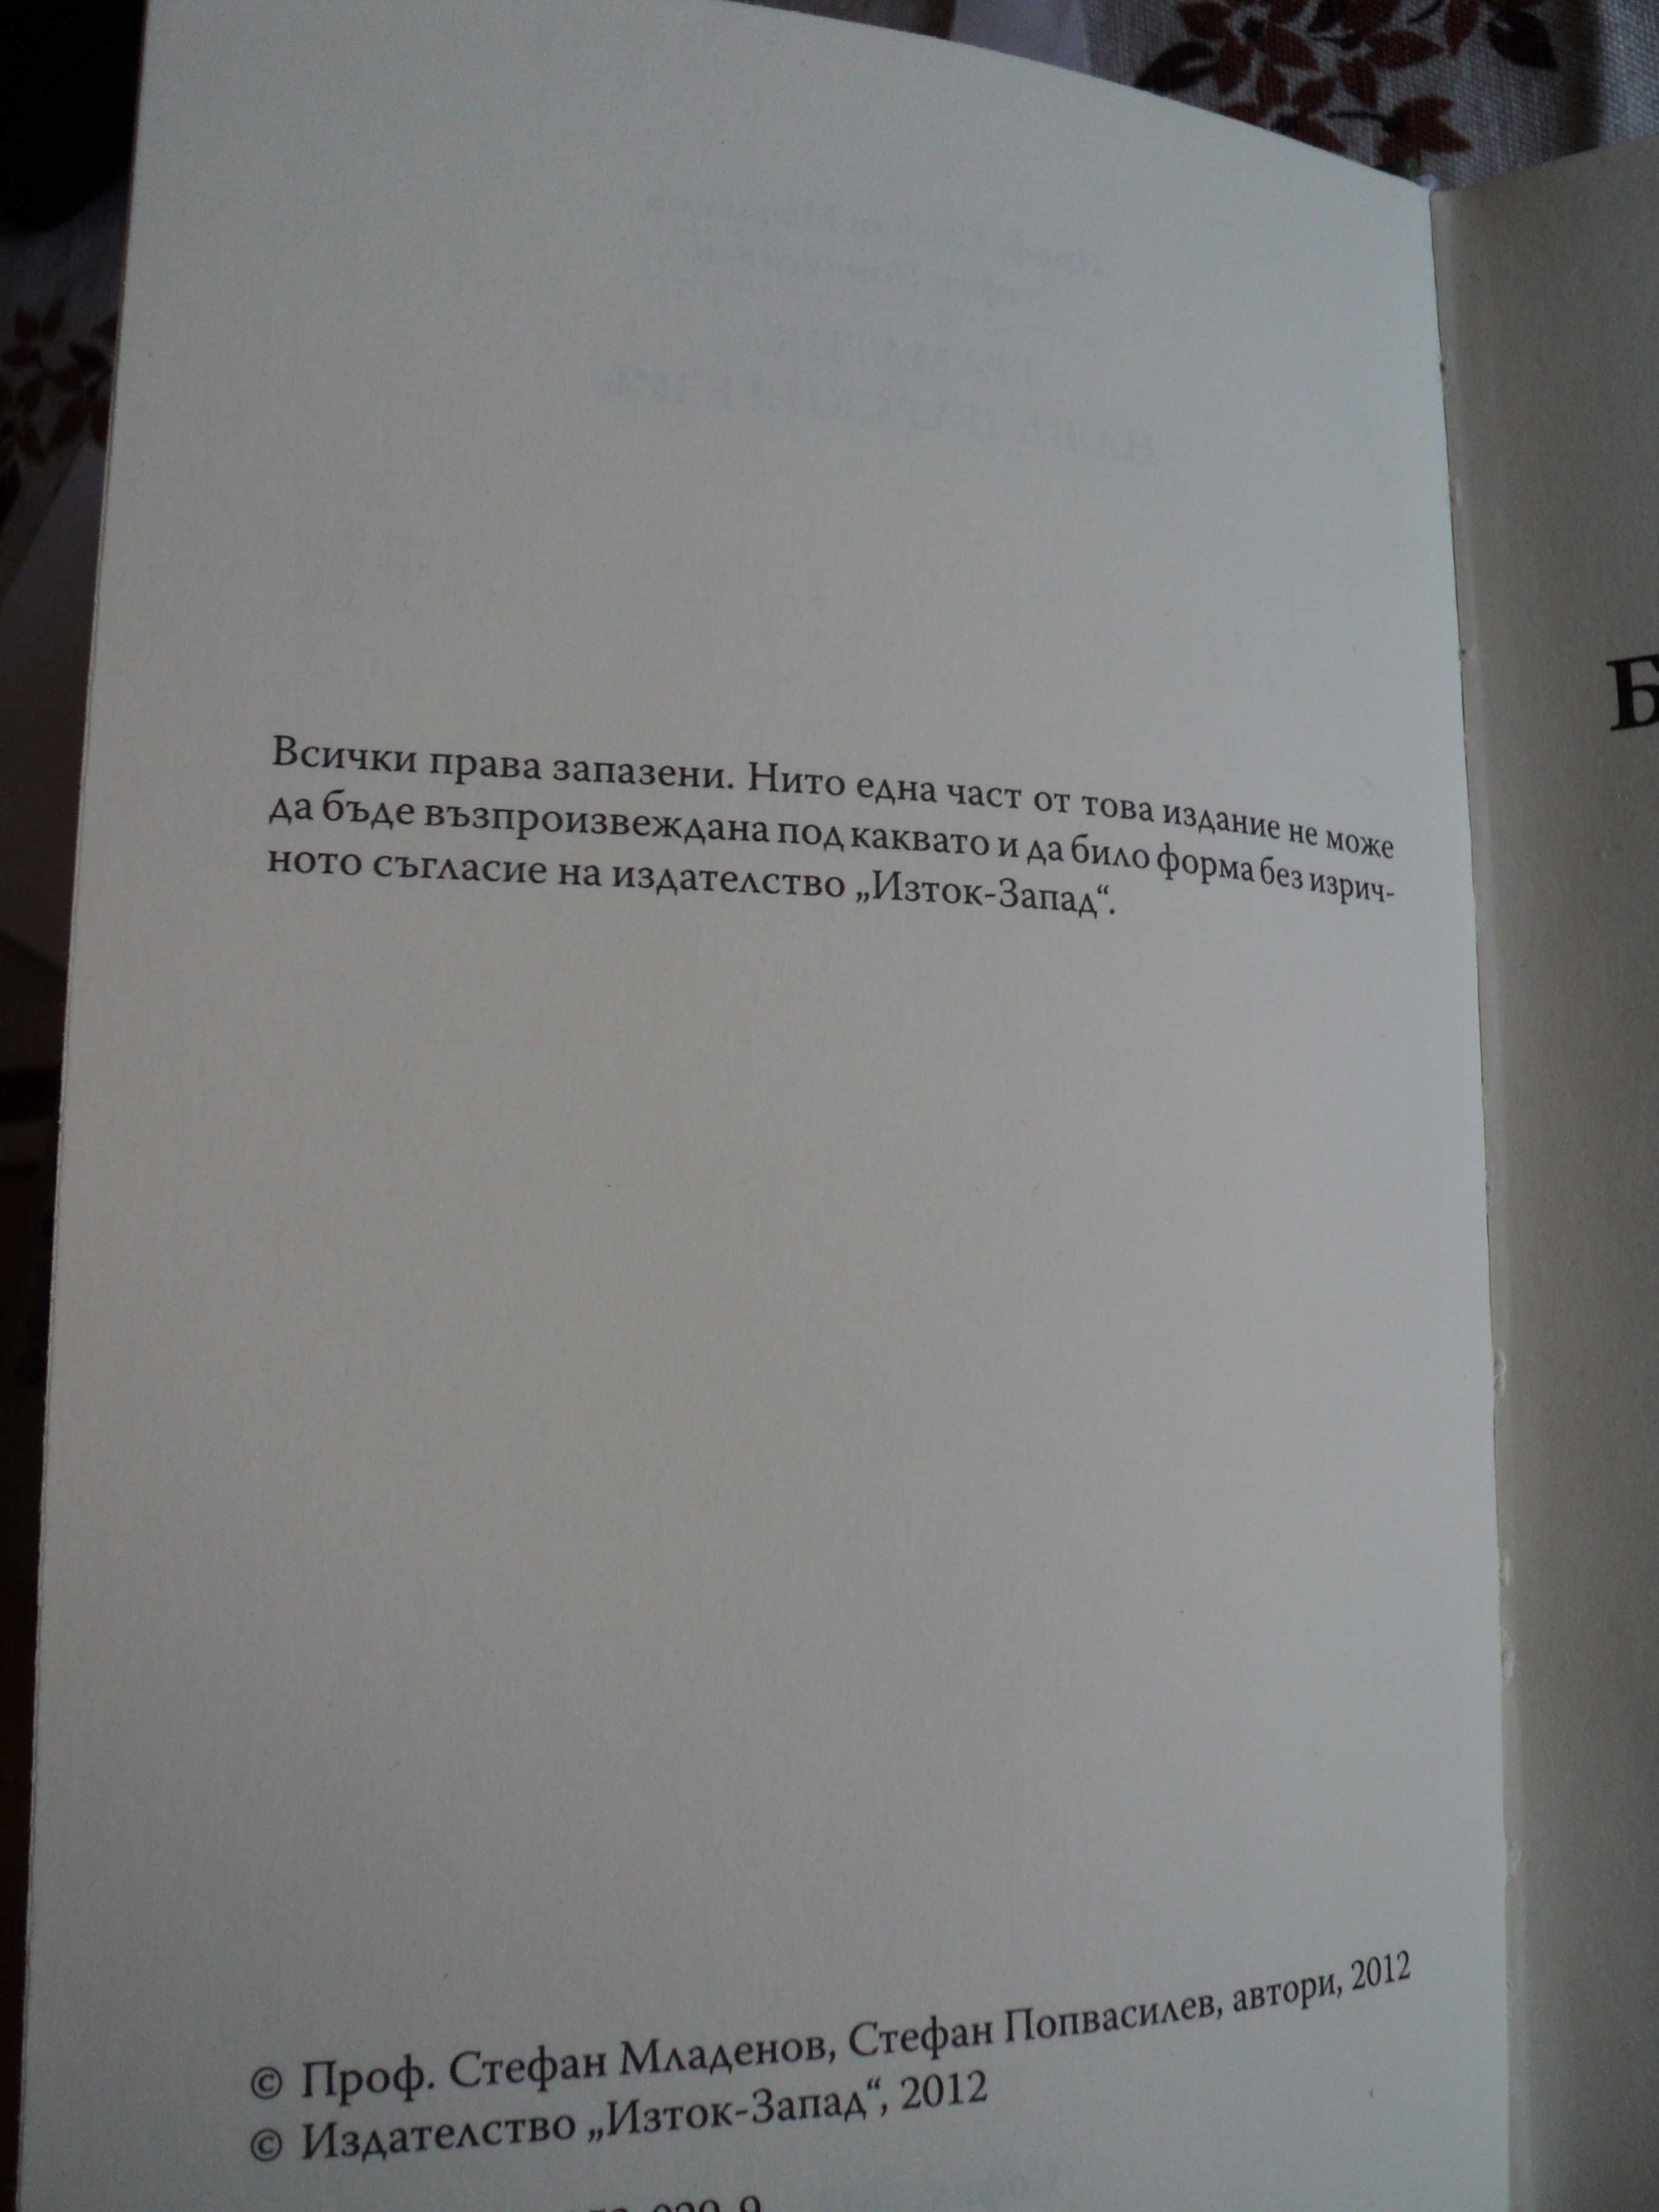 Всички права запазени. Нито една част от това издание не може
да бъде възпроизвеждана под каквато и да било форма без изрич-
ното съгласие на издателство „Изток-Запад“.
Б
© Проф. Стефан Младенов, Стефан Попвасилев, автори, 2012
© Издателство „Изток-Запад“, 2012